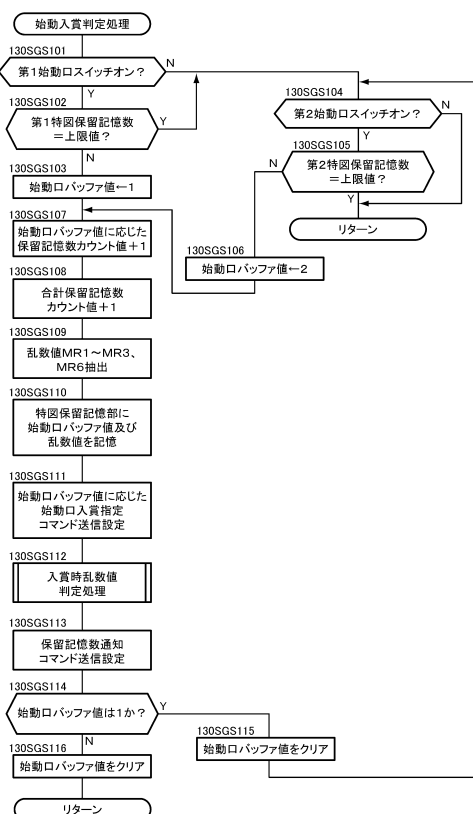 始動入賞判定処理
130SGS101
第1始動口スイッチオン?
N
Y
130SGS102
第1特図保留記憶数
=上限値?
Y
N
130SGS103
始動口バッファ値←1
130SGS104
第2始動口スイッチオン?
N
Y
130SGS105
第2特図保留記憶数
=上限値?
N
Y
リターン
130SGS106
始動口バッファ値←2
130SGS107
始動口バッファ値に応じた
保留記憶数カウント値+1
130SGS108
合計保留記憶数
カウント値+1
130SGS109
乱数値MR1~MR3、
MR6抽出
130SGS110
特図保留記憶部に
始動口バッファ値及び
乱数値を記憶
130SGS111
始動口バッファ値に応じた
始動口入賞指定
コマンド送信設定
130SGS112
入賞時乱数値
判定処理
130SGS113
保留記憶数通知
コマンド送信設定
130SGS114
始動口バッファ値は1か?
Y
N
130SGS115
始動口バッファ値をクリア
130SGS116
始動口バッファ値をクリア
リターン